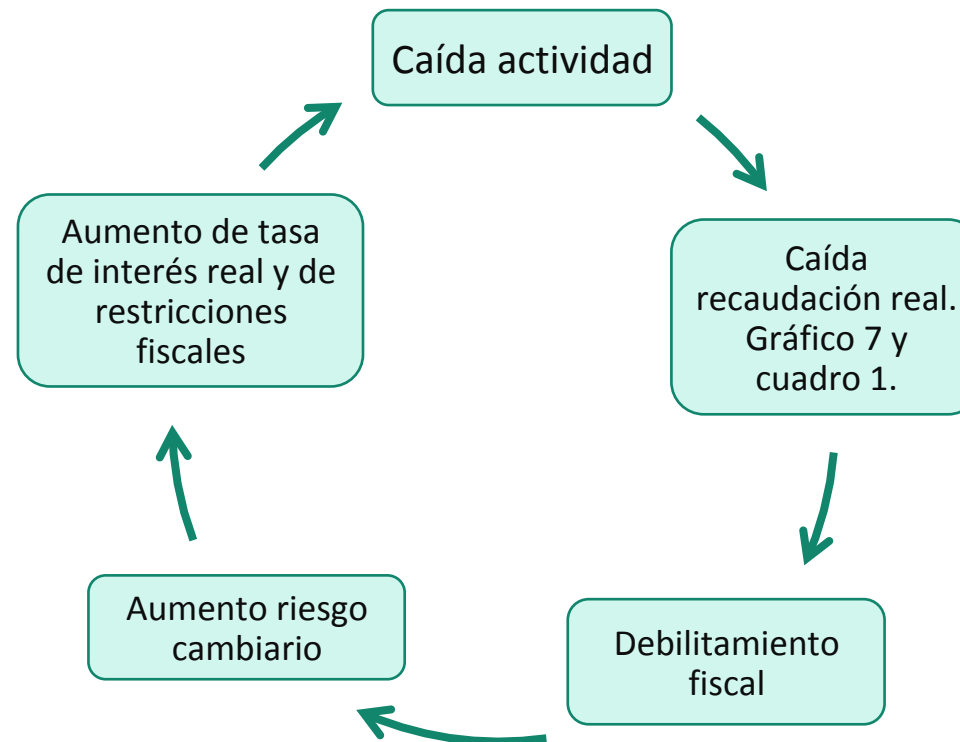 Caída actividad
Caída
recaudación real.
Gráfico 7 y
cuadro 1.
Debilitamiento
fiscal
Aumento riesgo
cambiario
Aumento de tasa
de interés real y de
restricciones
fiscales